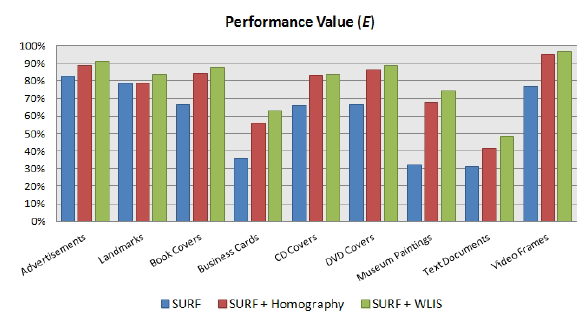 Performance Value (E)
100%
90%
80%
70%
60%
50%
40%
30%
20%
10%
0%
Advertisements
Landmarks
Book Covers
Business Cards
CD Covers
DVD Covers
Museum Paintings
Text Documents
Video Frames
SURF SURF + Homography SURF + WLIS